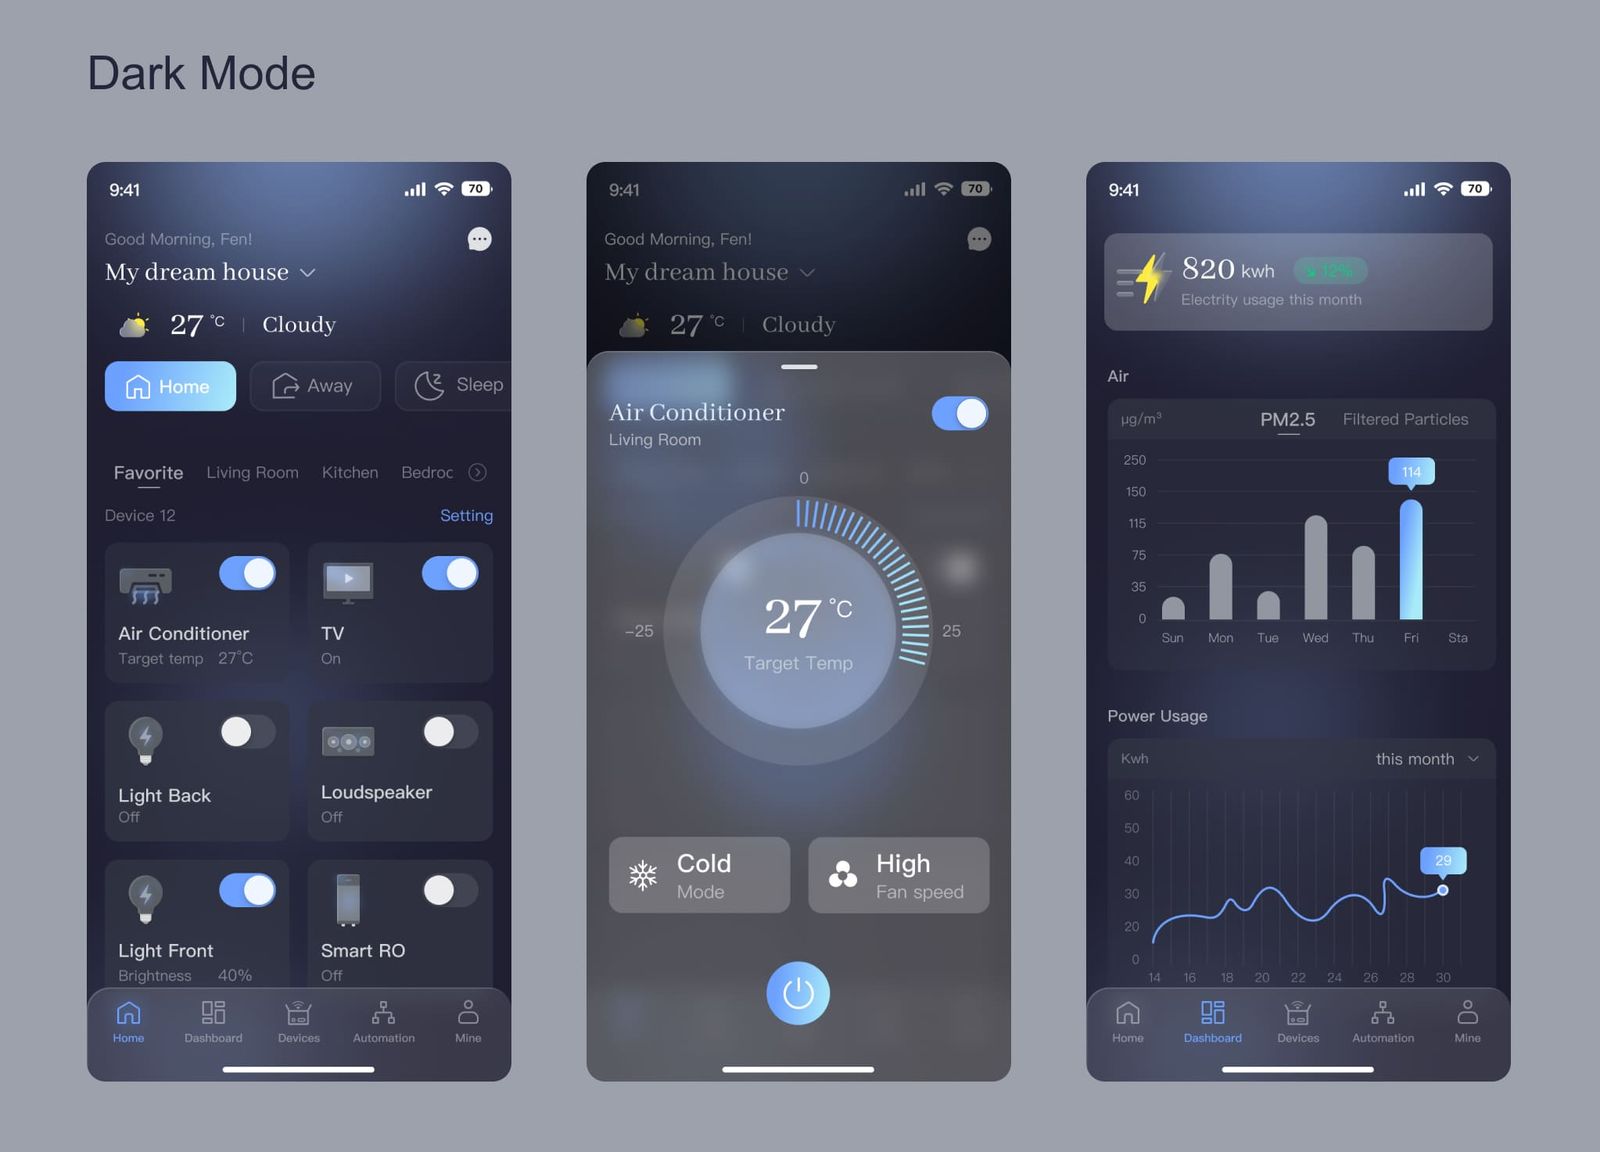 Dark Mode
9:41
70
Good Morning, Fen!
My dream house
27 °C | Cloudy
Home
Away
Sleep
Favorite
Living Room
Kitchen
Bedroc
Device 12
Setting
Air Conditioner
Target temp 27°C
TV
On
Light Back
Off
Loudspeaker
Off
Light Front
Brightness 40%
Smart RO
Off
Home
Dashboard
Devices
Automation
Mine
9:41
70
Good Morning, Fen!
My dream house
27 °C | Cloudy
Air Conditioner
Living Room
0
-25
25
27 °C
Target Temp
Cold
Mode
High
Fan speed
9:41
70
820 kwh
12%
Electrity usage this month
Air
µg/m³
PM2.5
Filtered Particles
250
150
115
75
35
0
114
Sun Mon Tue Wed Thu Fri Sta
Power Usage
Kwh
this month
60
50
40
30
20
0
29
14 16 18 20 22 24 26 28 30
Home
Dashboard
Devices
Automation
Mine